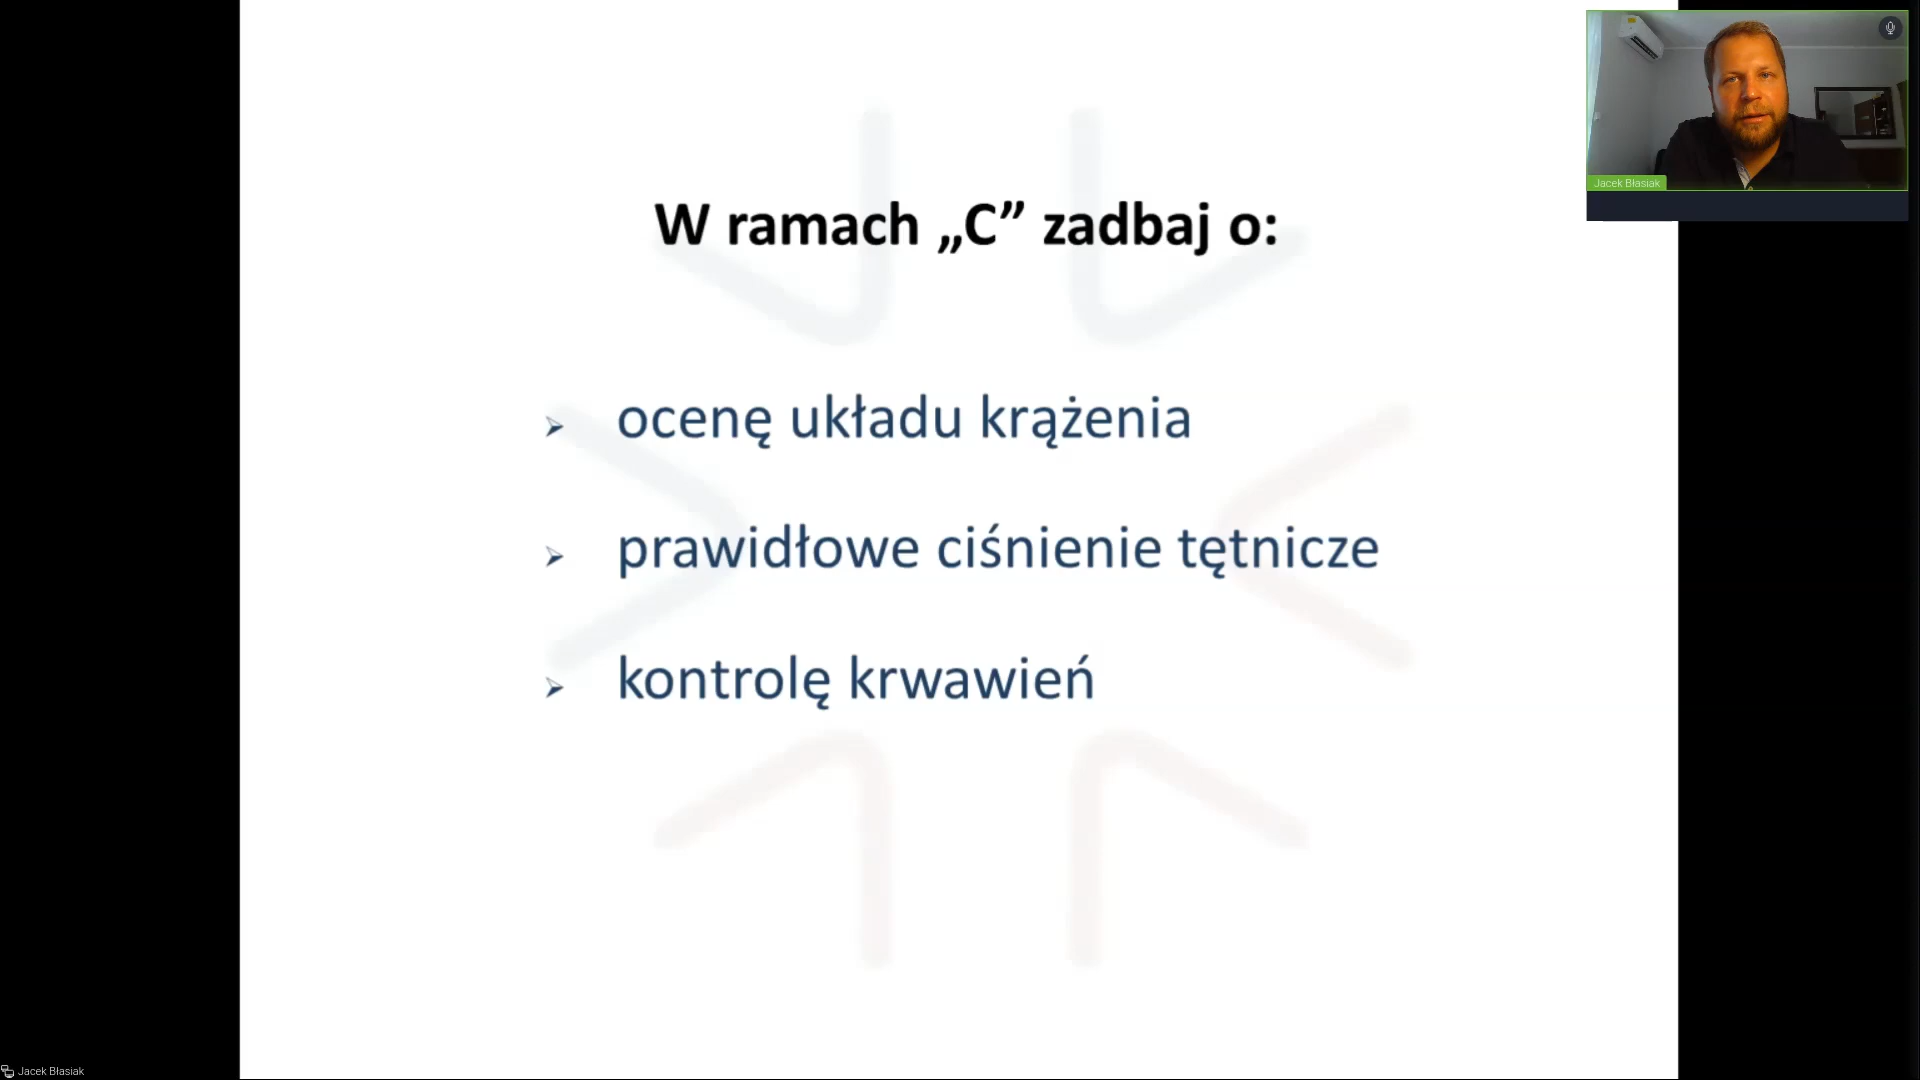 W ramach „C” zadbaj o:
ocenę układu krążenia
prawidłowe ciśnienie tętnicze
kontrolę krwawień
Jacek Błasiak
Jacek Błasiak